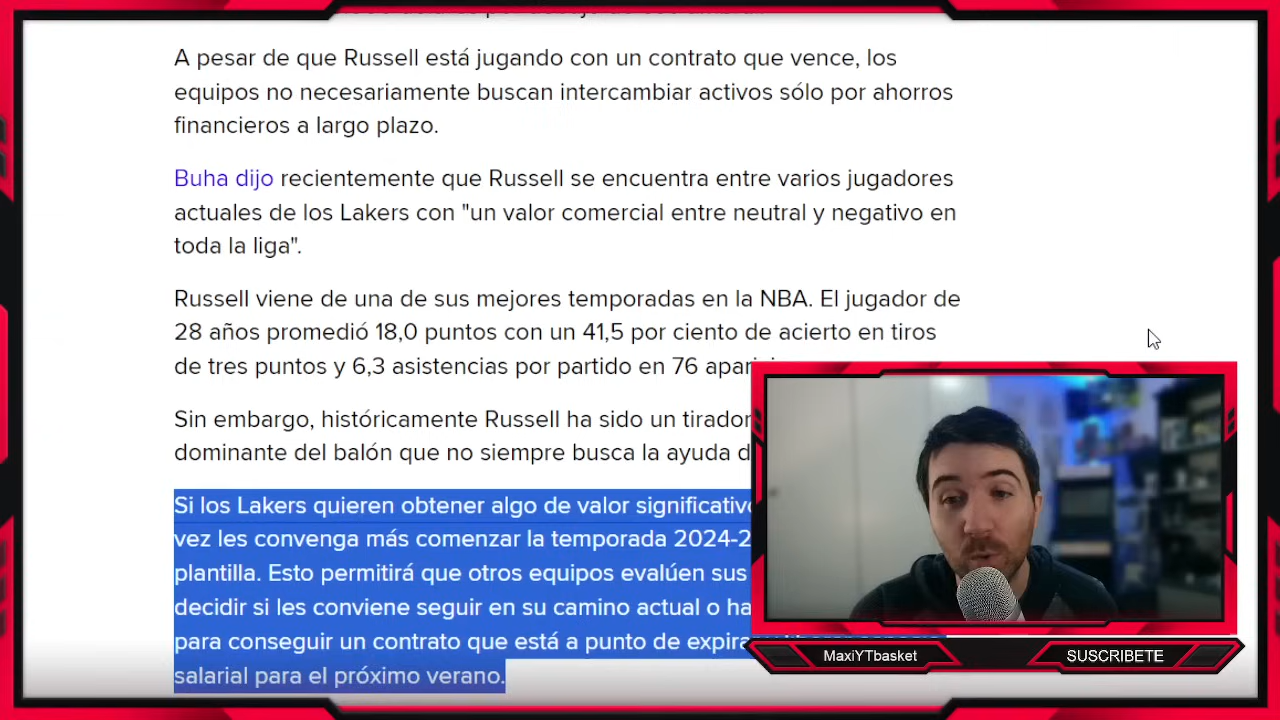 A pesar de que Russell está jugando con un contrato que vence, los
equipos no necesariamente buscan intercambiar activos sólo por ahorros
financieros a largo plazo.
Buha dijo recientemente que Russell se encuentra entre varios jugadores
actuales de los Lakers con "un valor comercial entre neutral y negativo en
toda la liga".
Russell viene de una de sus mejores temporadas en la NBA. El jugador de
28 años promedió 18,0 puntos con un 41,5 por ciento de acierto en tiros
de tres puntos y 6,3 asistencias por partido en 76
Sin embargo, históricamente Russell ha sido un tirador
dominante del balón que no siempre busca la ayuda
Si los Lakers quieren obtener algo de valor significativo
vez les convenga más comenzar la temporada 2024-2
plantilla. Esto permitirá que otros equipos evalúen sus
decidir si les conviene seguir en su camino actual o
para conseguir un contrato que está a punto de
salarial para el próximo verano.
MaxiYTbasket
SUSCRIBETE